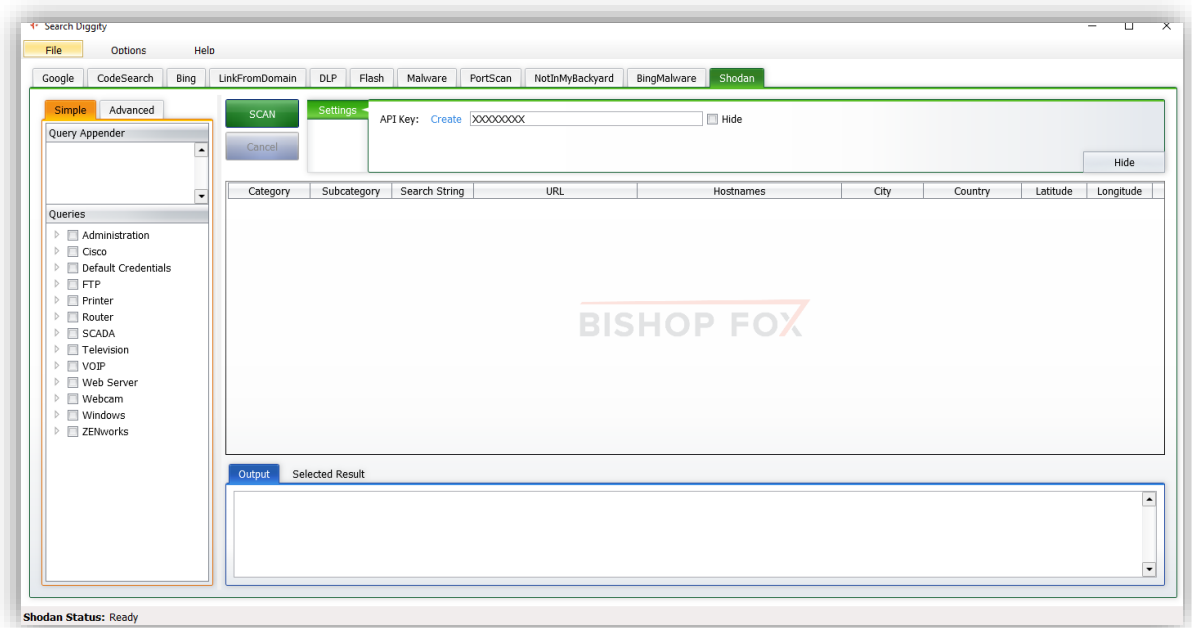 Search Diggity
File Options Help
Google CodeSearch Bing LinkFromDomain DLP Flash Malware PortScan NotInMyBackyard BingMalware Shodan
Simple Advanced
Query Appender
Queries
Administration
Cisco
Default Credentials
FTP
Printer
Router
SCADA
Television
VOIP
Web Server
Webcam
Windows
ZENworks
SCAN
Cancel
Settings
API Key: Create XXXXXXXX Hide
Hide
Category Subcategory Search String URL Hostnames City Country Latitude Longitude
BISHOP FOX
Output Selected Result
Shodan Status: Ready